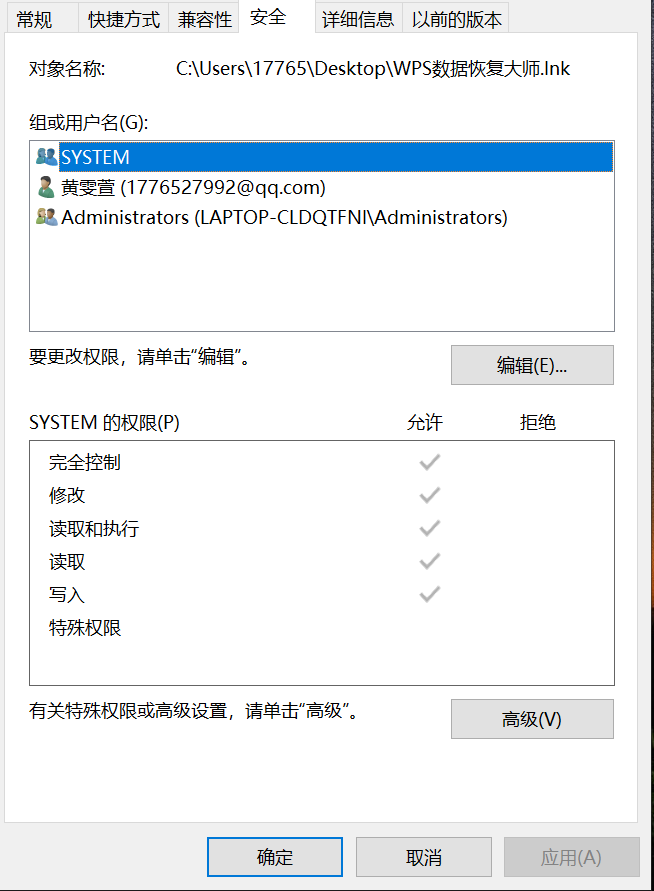 常规 快捷方式 兼容性 安全 详细信息 以前的版本
对象名称: C:\Users\17765\Desktop\WPS数据恢复大师.lnk
组或用户名(G):
SYSTEM
黄雯萱 (1776527992@qq.com)
Administrators (LAPTOP-CLDQTFNI\Administrators)
要更改权限，请单击“编辑”。
编辑(E)...
SYSTEM 的权限(P) 允许 拒绝
完全控制
修改
读取和执行
读取
写入
特殊权限
有关特殊权限或高级设置，请单击“高级”。
高级(V)
确定 取消 应用(A)